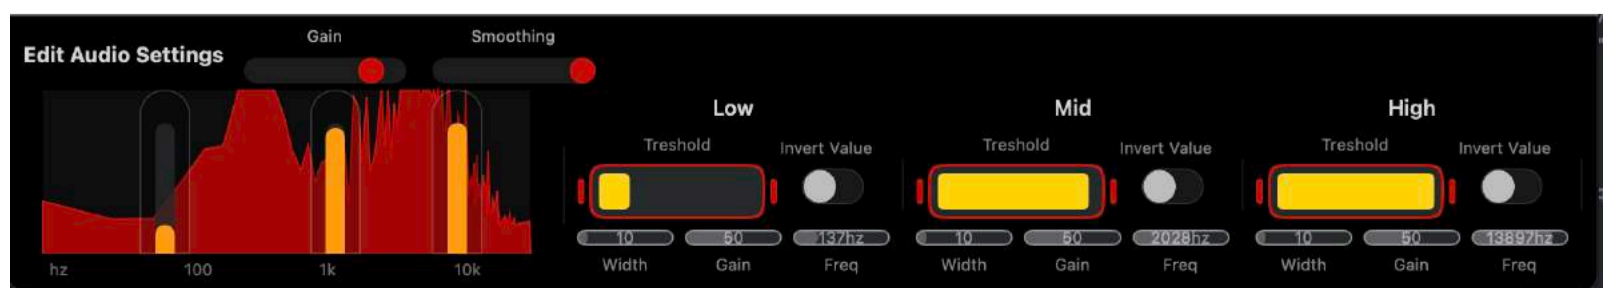 Edit Audio Settings
Gain
Smoothing
hz 100 1k 10k
Low
Treshold Invert Value
10 50 137hz
Width Gain Freq
Mid
Treshold Invert Value
10 50 2028hz
Width Gain Freq
High
Treshold Invert Value
10 50 13897hz
Width Gain Freq